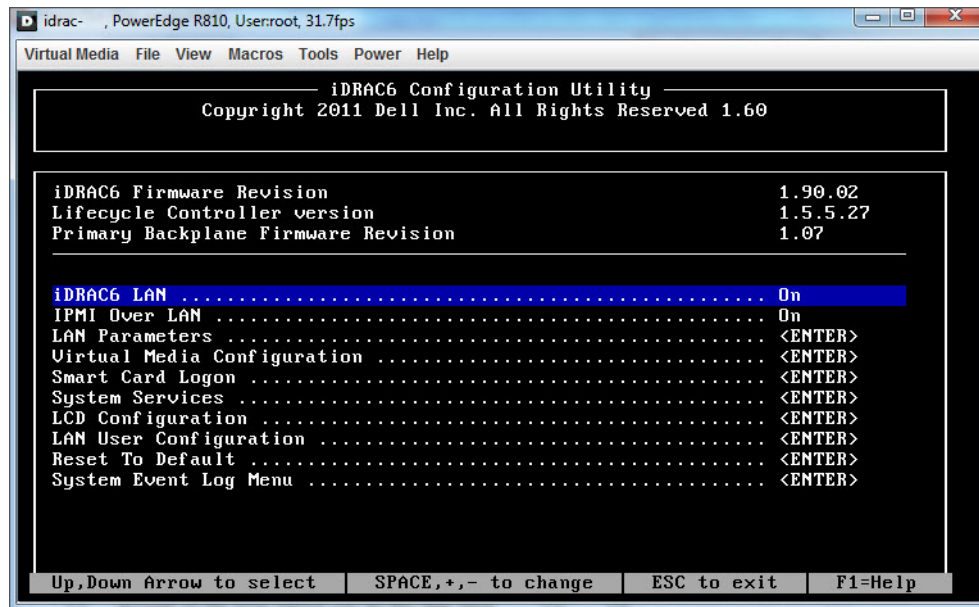 idrac- , PowerEdge R810, User:root, 31.7fps
Virtual Media File View Macros Tools Power Help
iDRAC6 Configuration Utility
Copyright 2011 Dell Inc. All Rights Reserved 1.60
iDRAC6 Firmware Revision 1.90.02
Lifecycle Controller version 1.5.5.27
Primary Backplane Firmware Revision 1.07
iDRAC6 LAN ................................................... On
IPMI Over LAN ................................................ On
LAN Parameters ............................................... <ENTER>
Virtual Media Configuration .................................. <ENTER>
Smart Card Logon ............................................. <ENTER>
System Services .............................................. <ENTER>
LCD Configuration ............................................. <ENTER>
LAN User Configuration ....................................... <ENTER>
Reset To Default ............................................. <ENTER>
System Event Log Menu ........................................ <ENTER>
Up,Down Arrow to select SPACE,+,- to change ESC to exit F1=Help